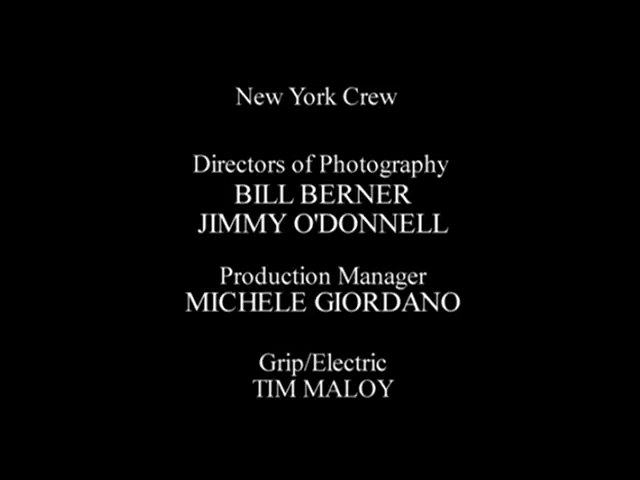 New York Crew
Directors of Photography
BILL BERNER
JIMMY O'DONNELL
Production Manager
MICHELE GIORDANO
Grip/Electric
TIM MALOY